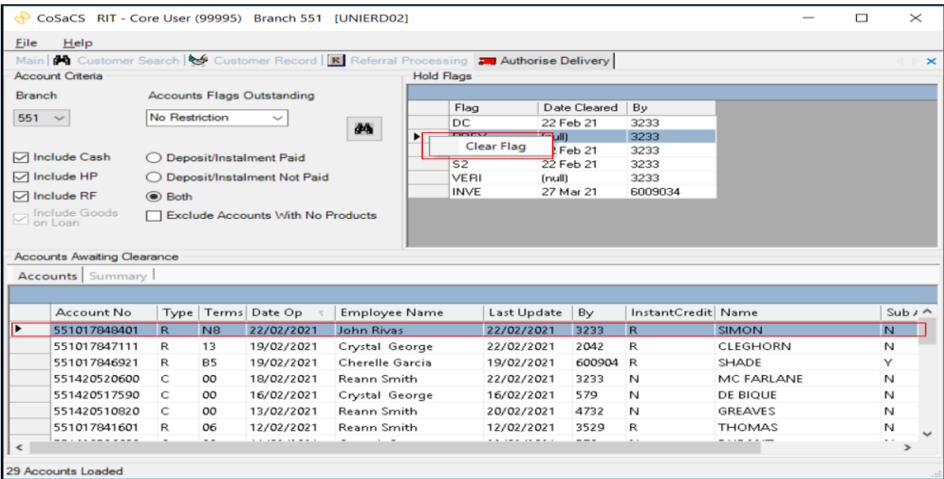 CoSaCS RIT - Core User (99995) Branch 551 [UNIERD02]
File Help
Main Customer Search Customer Record R Referral Processing Authorise Delivery
Account Criteria
Branch Accounts Flags Outstanding
551 No Restriction
Include Cash Deposit/Instalment Paid
Include HP Deposit/Instalment Not Paid
Include RF Both
Include Goods on Loan Exclude Accounts With No Products
Hold Flags
Flag Date Cleared By
DC 22 Feb 21 3233
3233
Clear Flag
Feb 21 3233
S2 22 Feb 21 3233
VERI (null) 3233
INVE 27 Mar 21 6009034
Accounts Awaiting Clearance
Accounts Summary
Account No Type Terms Date Op Employee Name Last Update By InstantCredit Name Sub
551017848401 R N8 22/02/2021 John Rivas 22/02/2021 3233 R SIMON N
551017847111 R 13 19/02/2021 Crystal George 22/02/2021 2042 R CLEGHORN N
551017846921 R B5 19/02/2021 Cherelle Garcia 19/02/2021 600904 R SHADE Y
551420520600 C 00 18/02/2021 Reann Smith 22/02/2021 3233 N MC FARLANE N
551420517590 C 00 16/02/2021 Crystal George 16/02/2021 579 N DE BIQUE N
551420510820 C 00 13/02/2021 Reann Smith 20/02/2021 4732 N GREAVES N
551017841601 R 06 12/02/2021 Reann Smith 12/02/2021 3529 R THOMAS N
29 Accounts Loaded